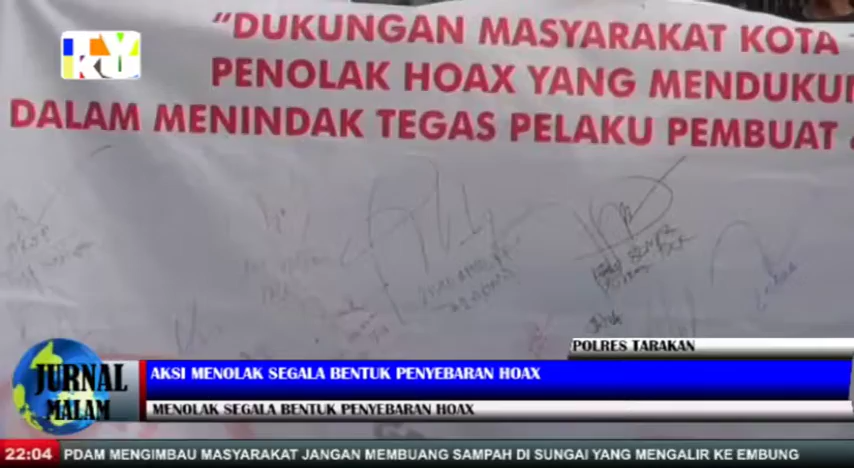 "DUKUNGAN MASYARAKAT KOTA
PENOLAK HOAX YANG MENDUKUN
DALAM MENINDAK TEGAS PELAKU PEMBUAT
POLRES TARAKAN
JURNAL
MALAM
AKSI MENOLAK SEGALA BENTUK PENYEBARAN HOAX
MENOLAK SEGALA BENTUK PENYEBARAN HOAX
22:04 PDAM MENGIMBAU MASYARAKAT JANGAN MEMBUANG SAMPAH DI SUNGAI YANG MENGALIR KE EMBUNG